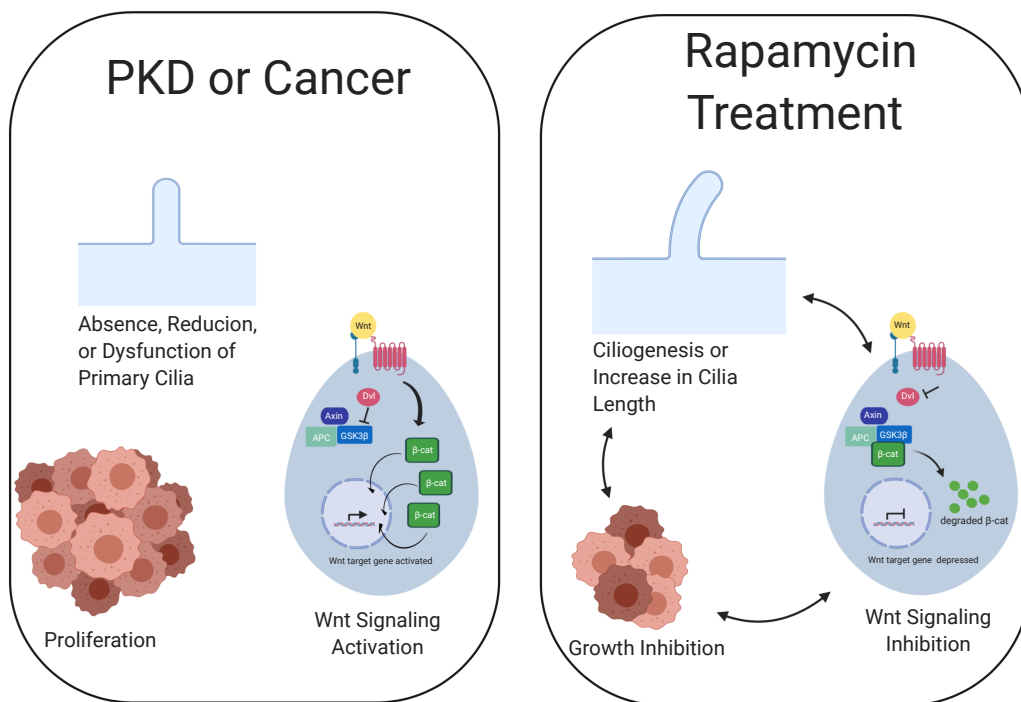 PKD or Cancer
Absence, Reducion,
or Dysfunction of
Primary Cilia
Wnt
Dvl
Axin
APC
GSK3β
β-cat
β-cat
β-cat
Wnt target gene activated
Proliferation
Wnt Signaling
Activation
Rapamycin
Treatment
Ciliogenesis or
Increase in Cilia
Length
Wnt
Dvl
Axin
APC
GSK3β
β-cat
degraded β-cat
Wnt target gene depressed
Growth Inhibition
Wnt Signaling
Inhibition